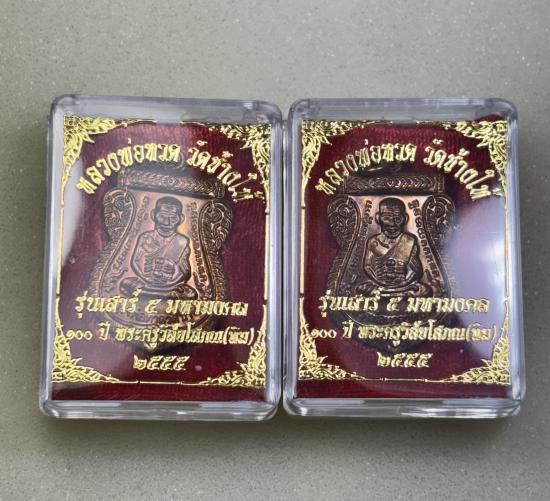 หลวงพ่อทวด วัดช้างให้
รุ่นเสาร์ ๕ มหามงคล
๑๐๐ ปี พระครูวิสัยโสภณ(ทิม)
๒๕๕๕
หลวงพ่อทวด วัดช้างให้
รุ่นเสาร์ ๕ มหามงคล
๑๐๐ ปี พระครูวิสัยโสภณ(ทิม)
๒๕๕๕